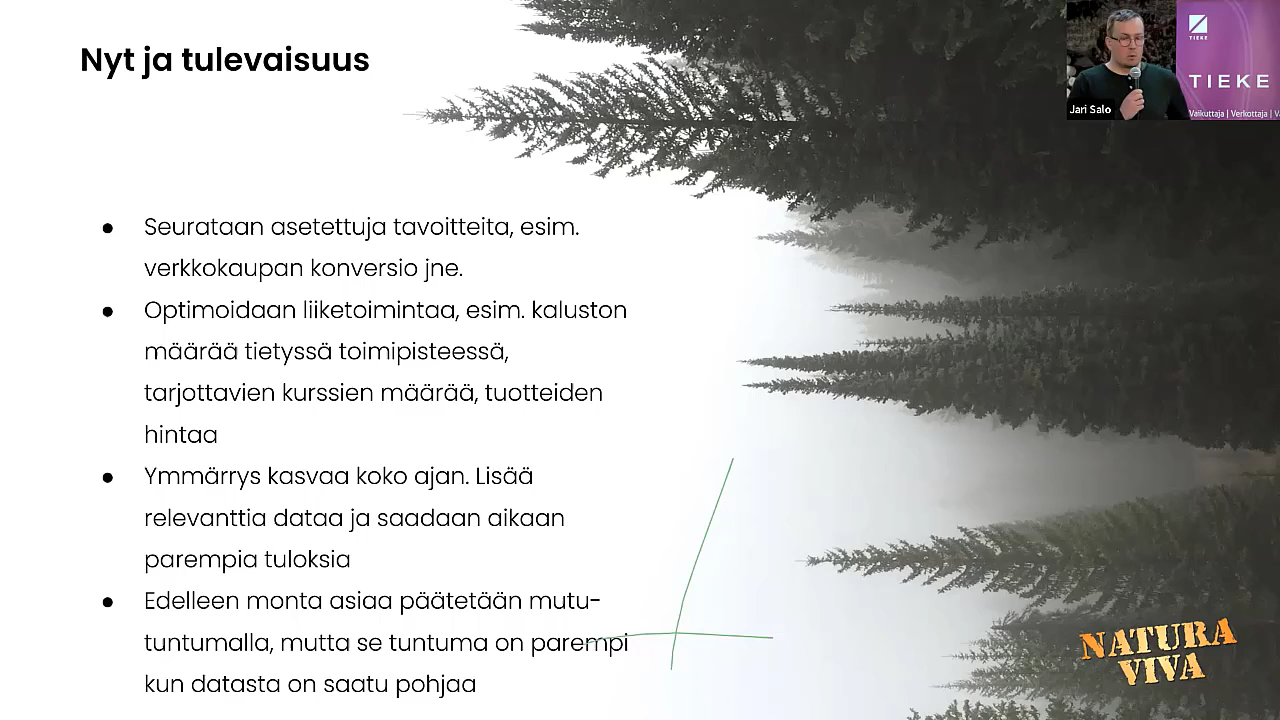 Nyt ja tulevaisuus
● Seurataan asetettuja tavoitteita, esim.
verkkokaupan konversio jne.
● Optimoidaan liiketoimintaa, esim. kaluston
määrää tietyssä toimipisteessä,
tarjottavien kurssien määrää, tuotteiden
hintaa
● Ymmärrys kasvaa koko ajan. Lisää
relevanttia dataa ja saadaan aikaan
parempia tuloksia
● Edelleen monta asiaa päätetään mutu-
tuntumalla, mutta se tuntuma on parempi
kun datasta on saatu pohjaa
TIEKE
TIEKE
Jari Salo
Vaikuttaja | Verkottaja | V
NATURA
VIVA